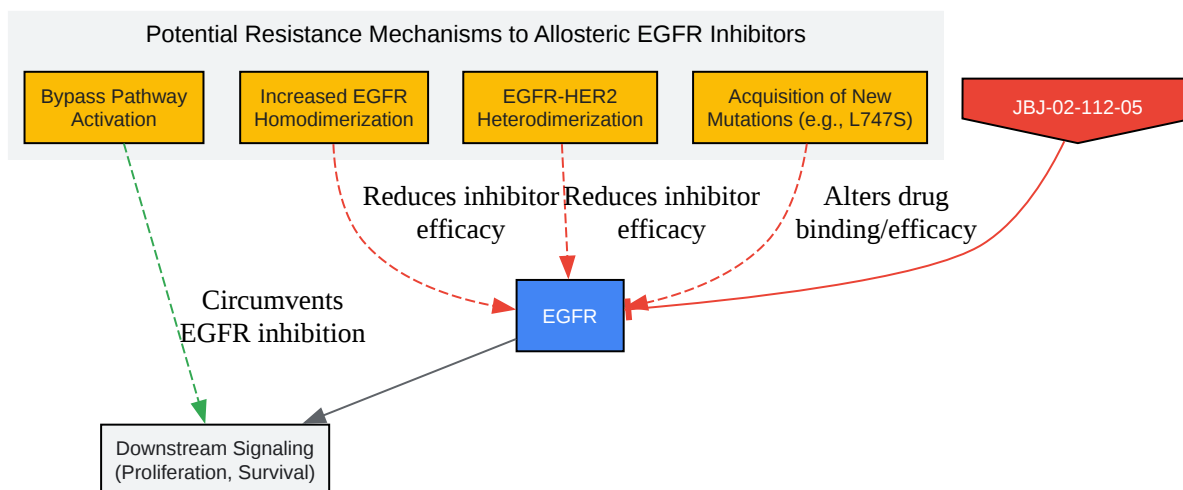 Potential Resistance Mechanisms to Allosteric EGFR Inhibitors
Bypass Pathway
Activation
Increased EGFR
Homodimerization
EGFR-HER2
Heterodimerization
Acquisition of New
Mutations (e.g., L747S)
JBJ-02-112-05
Reduces inhibitor
efficacy
Reduces inhibitor
efficacy
Alters drug
binding/efficacy
Circumvents
EGFR inhibition
EGFR
Downstream Signaling
(Proliferation, Survival)